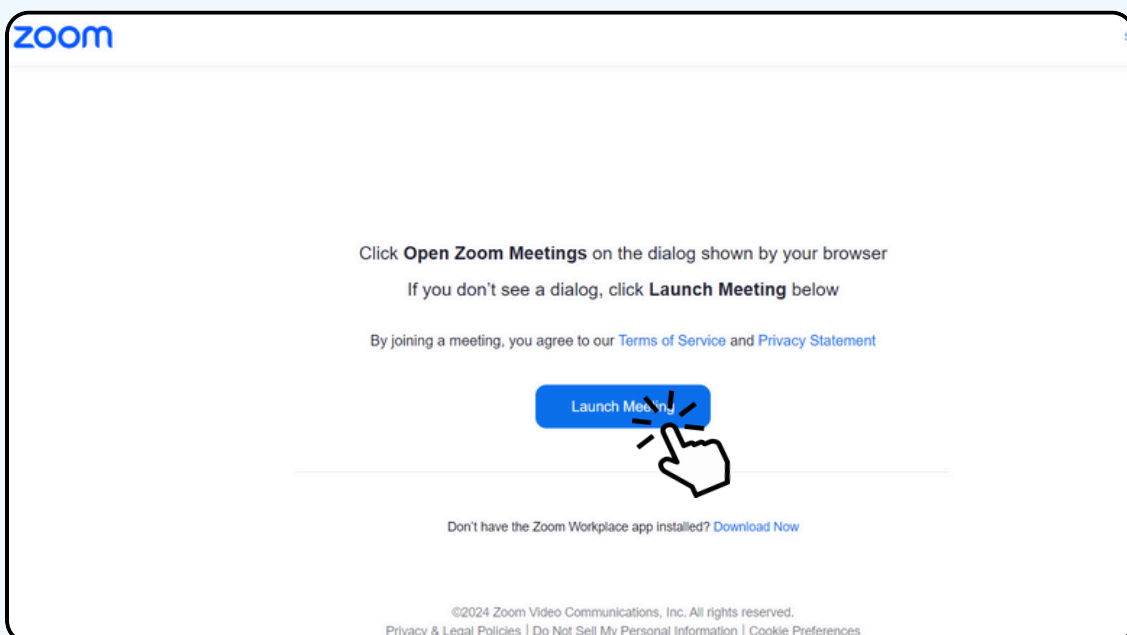 zoom
Click Open Zoom Meetings on the dialog shown by your browser
If you don't see a dialog, click Launch Meeting below
By joining a meeting, you agree to our Terms of Service and Privacy Statement
Launch Meeting
Don't have the Zoom Workplace app installed? Download Now
©2024 Zoom Video Communications, Inc. All rights reserved.
Privacy & Legal Policies | Do Not Sell My Personal Information | Cookie Preferences